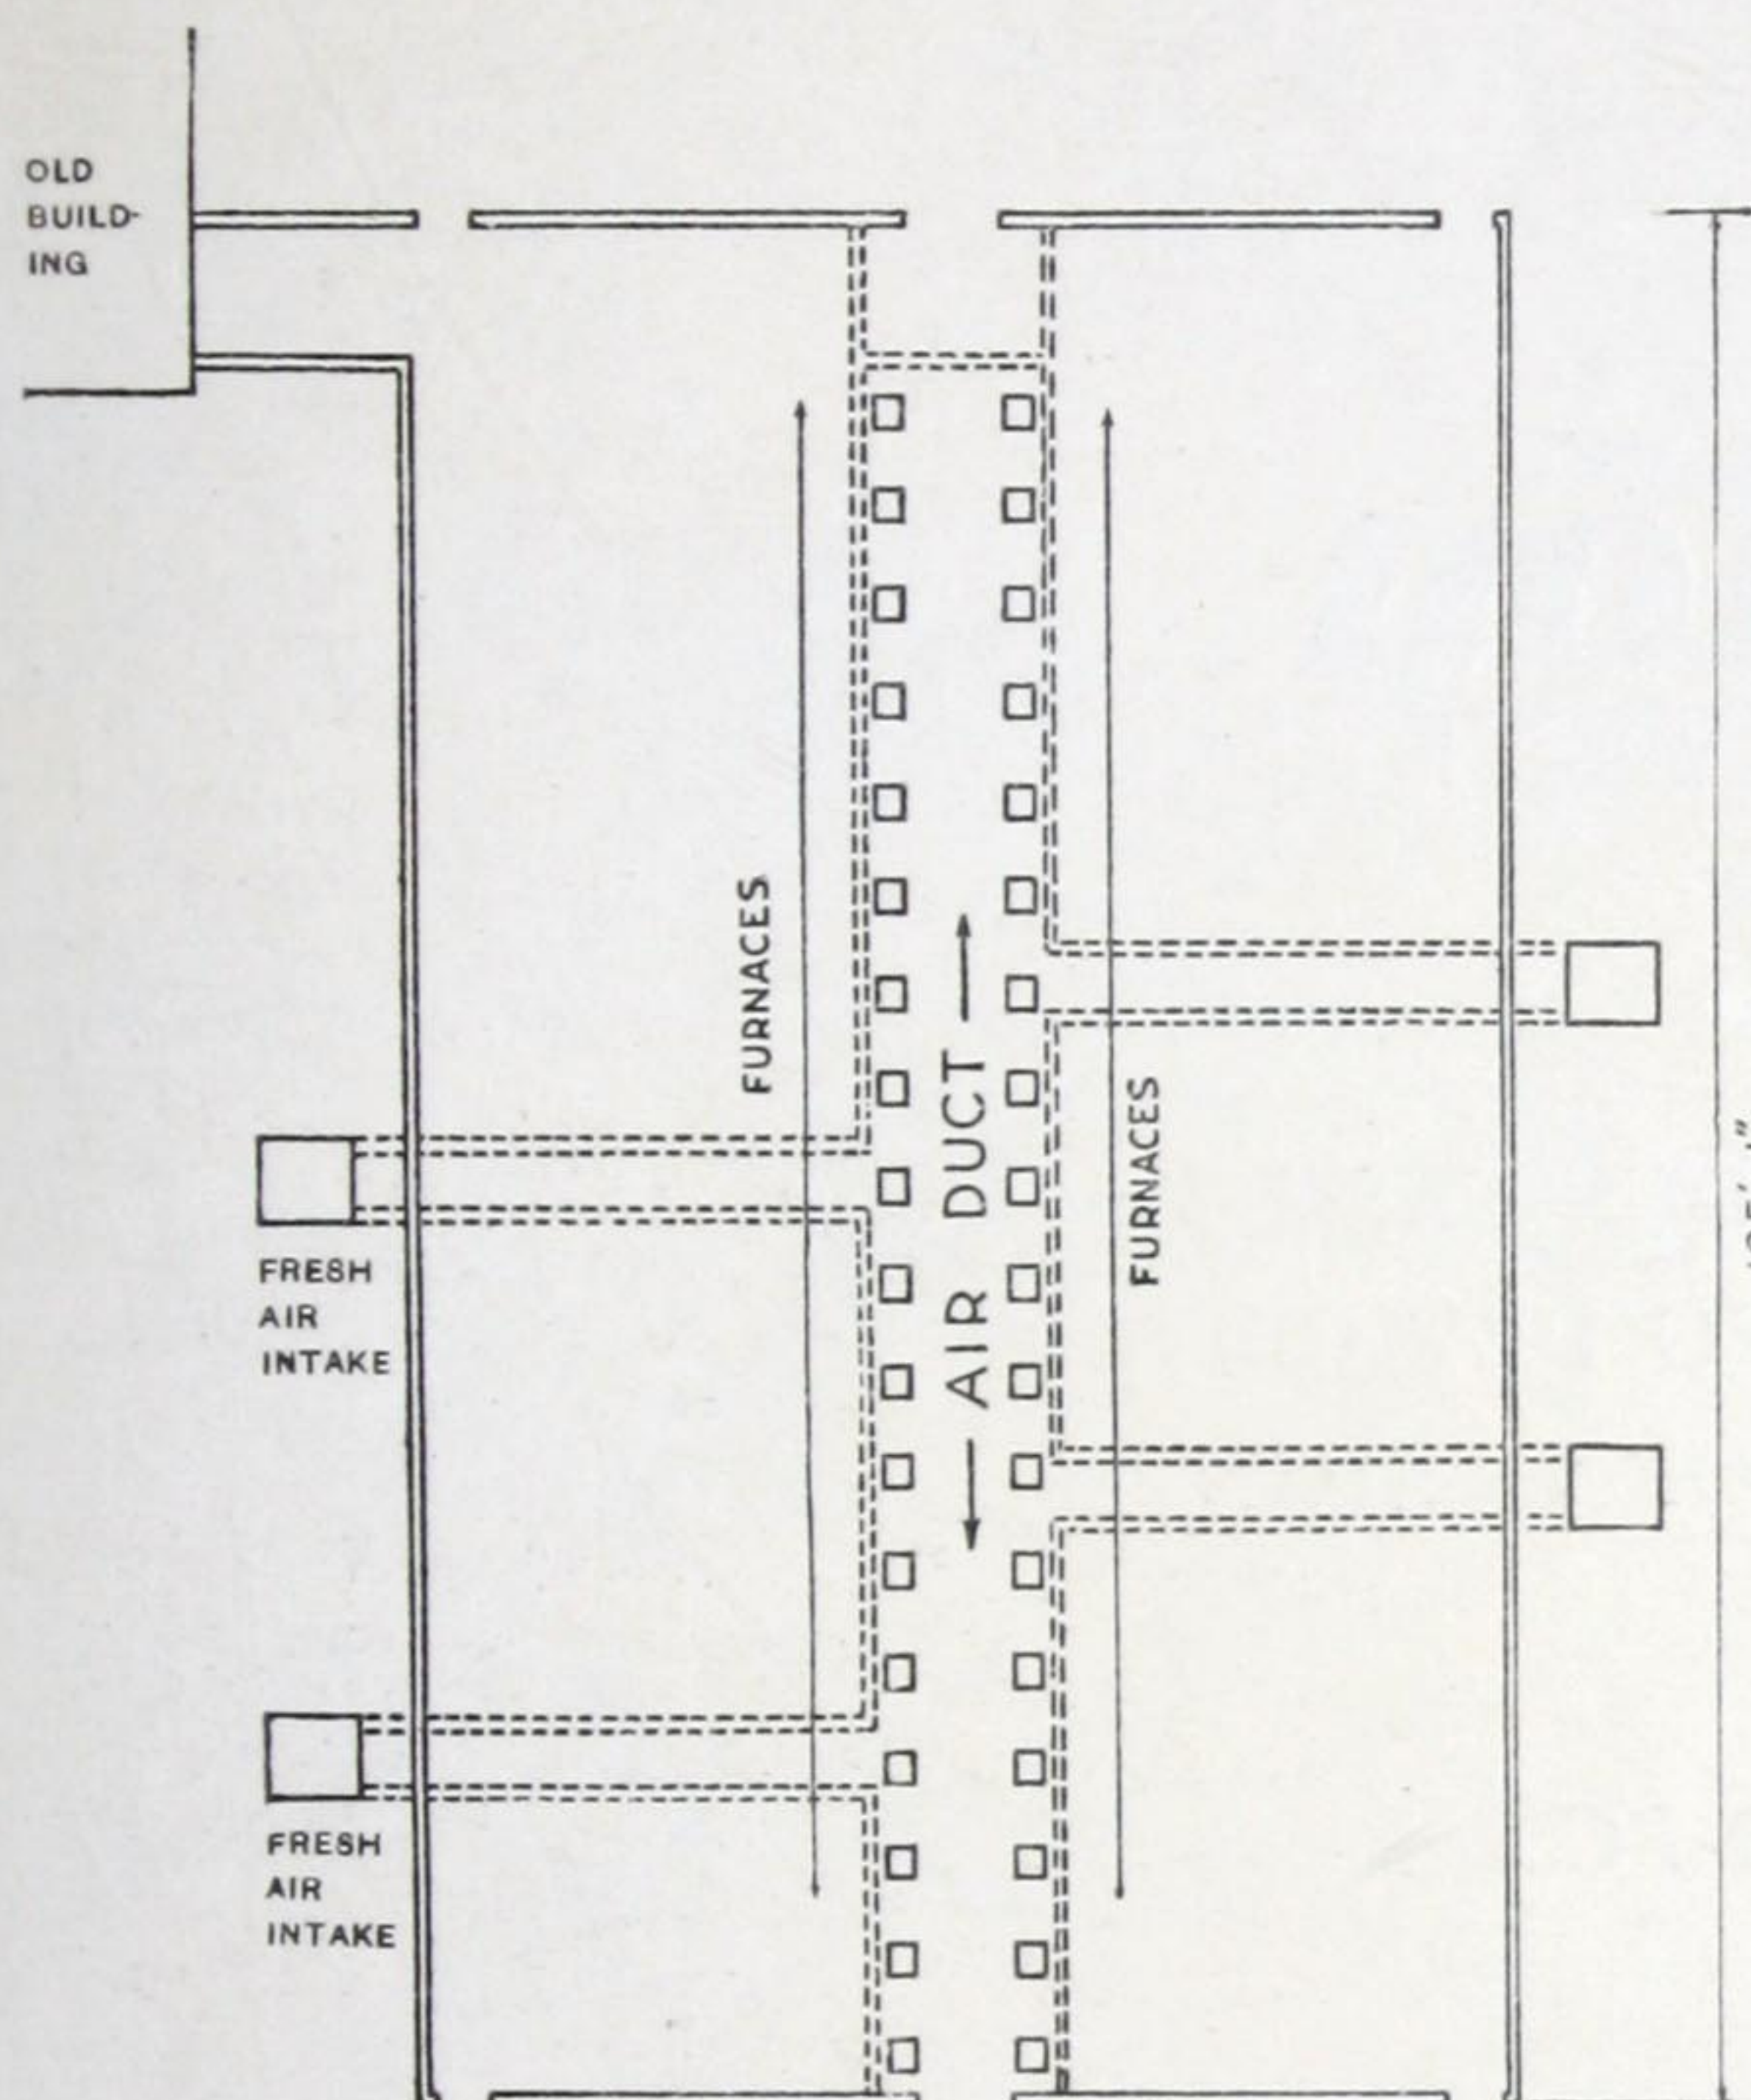 OLD
BUILD-
ING
FURNACES
AIR DUCT
FURNACES
FRESH
AIR
INTAKE
FRESH
AIR
INTAKE